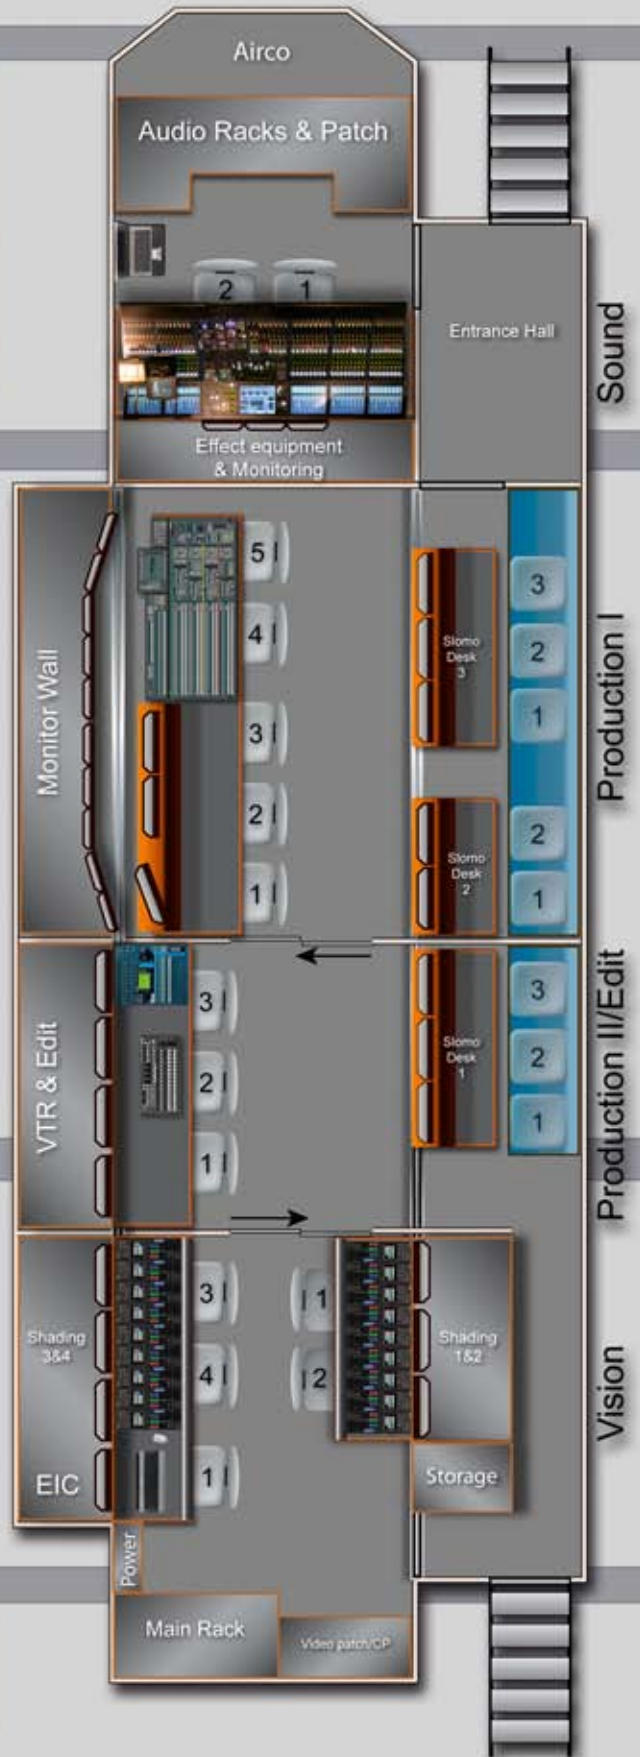 Airco
Audio Racks & Patch
2 1
Entrance Hall
Sound
Effect equipment
& Monitoring
Monitor Wall
5
4
3
2
1
Slomo
Desk
3
3
2
1
Slomo
Desk
2
2
1
Production I
VTR & Edit
3
2
1
Slomo
Desk
1
3
2
1
Production II/Edit
Shading
3&4
3
4
1
1
2
Shading
1&2
Vision
EIC
Storage
Power
Main Rack
Video patch/CP